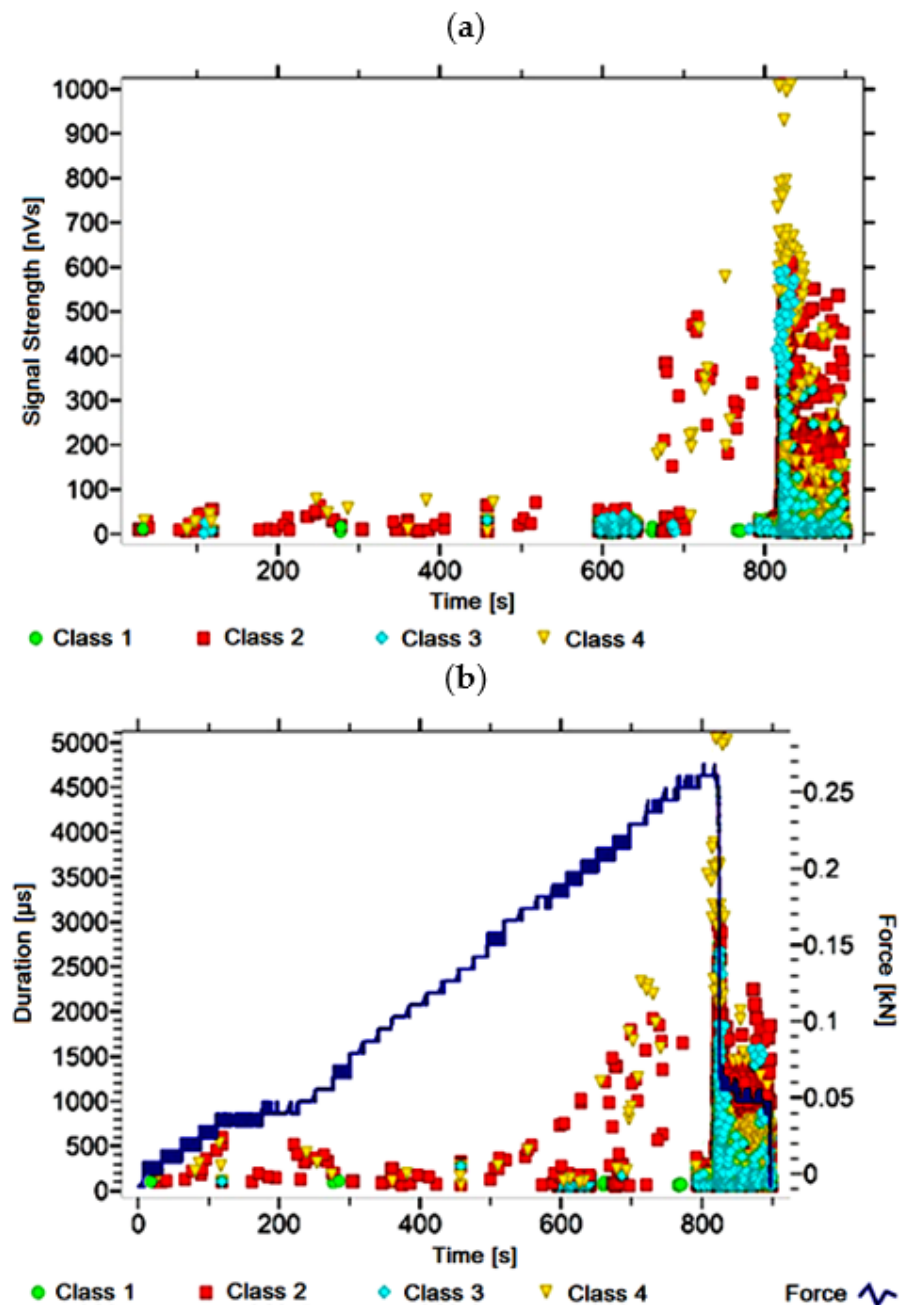 (a)
1000
900
800
700
600
500
400
300
200
100
0
Signal Strength [nVs]
200 400 600 800
Time [s]
Class 1 Class 2 Class 3 Class 4
(b)
5000
4500
4000
3500
3000
2500
2000
1500
1000
500
0
Duration [µs]
0.25
0.2
0.15
0.1
0.05
0
Force [kN]
0 200 400 600 800
Time [s]
Class 1 Class 2 Class 3 Class 4 Force